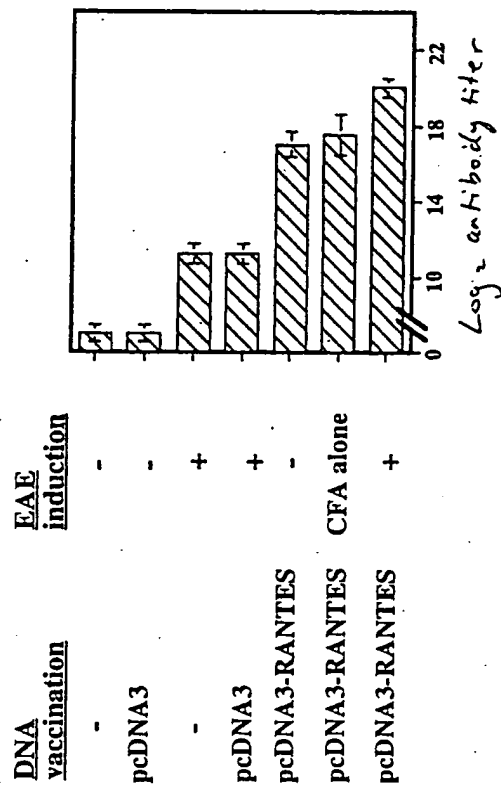 DNA vaccination EAE induction
- -
pcDNA3 -
- +
pcDNA3 +
pcDNA3-RANTES -
pcDNA3-RANTES CFA alone
pcDNA3-RANTES +
0 10 14 18 22
Log₂ antibody titer